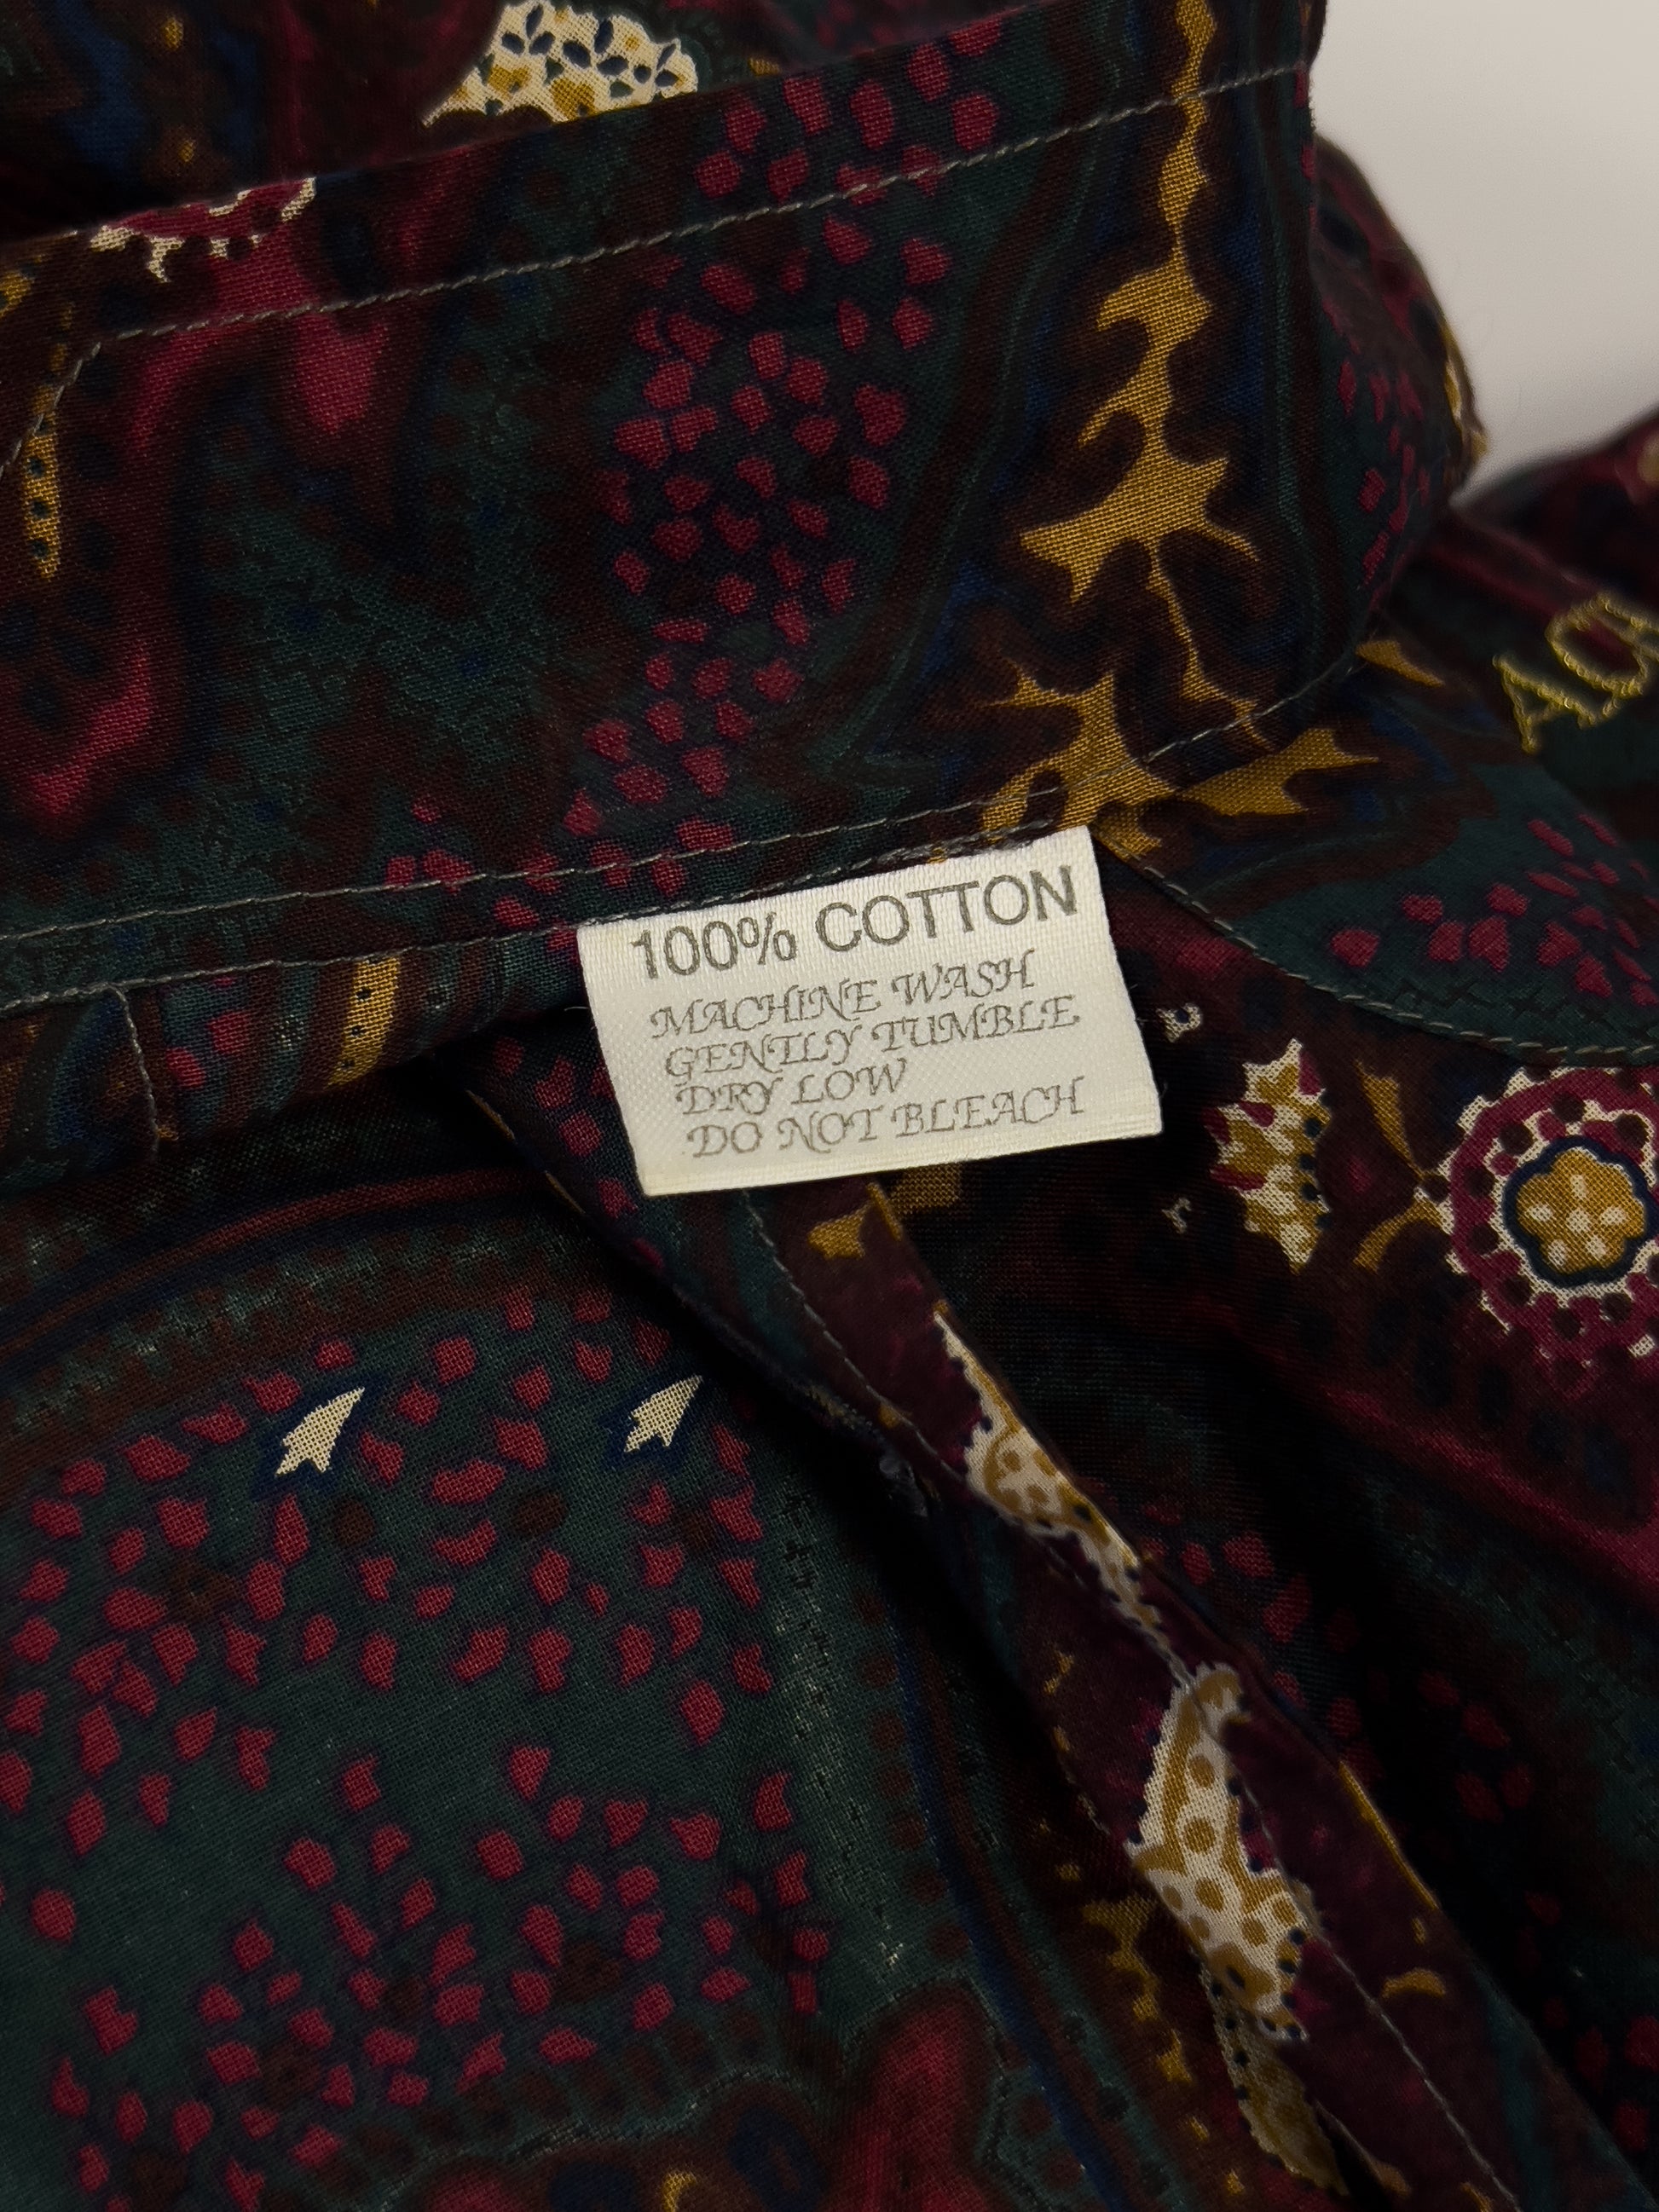 100% COTTON
MACHINE WASH
GENTLY TUMBLE
DRY LOW
DO NOT BLEACH